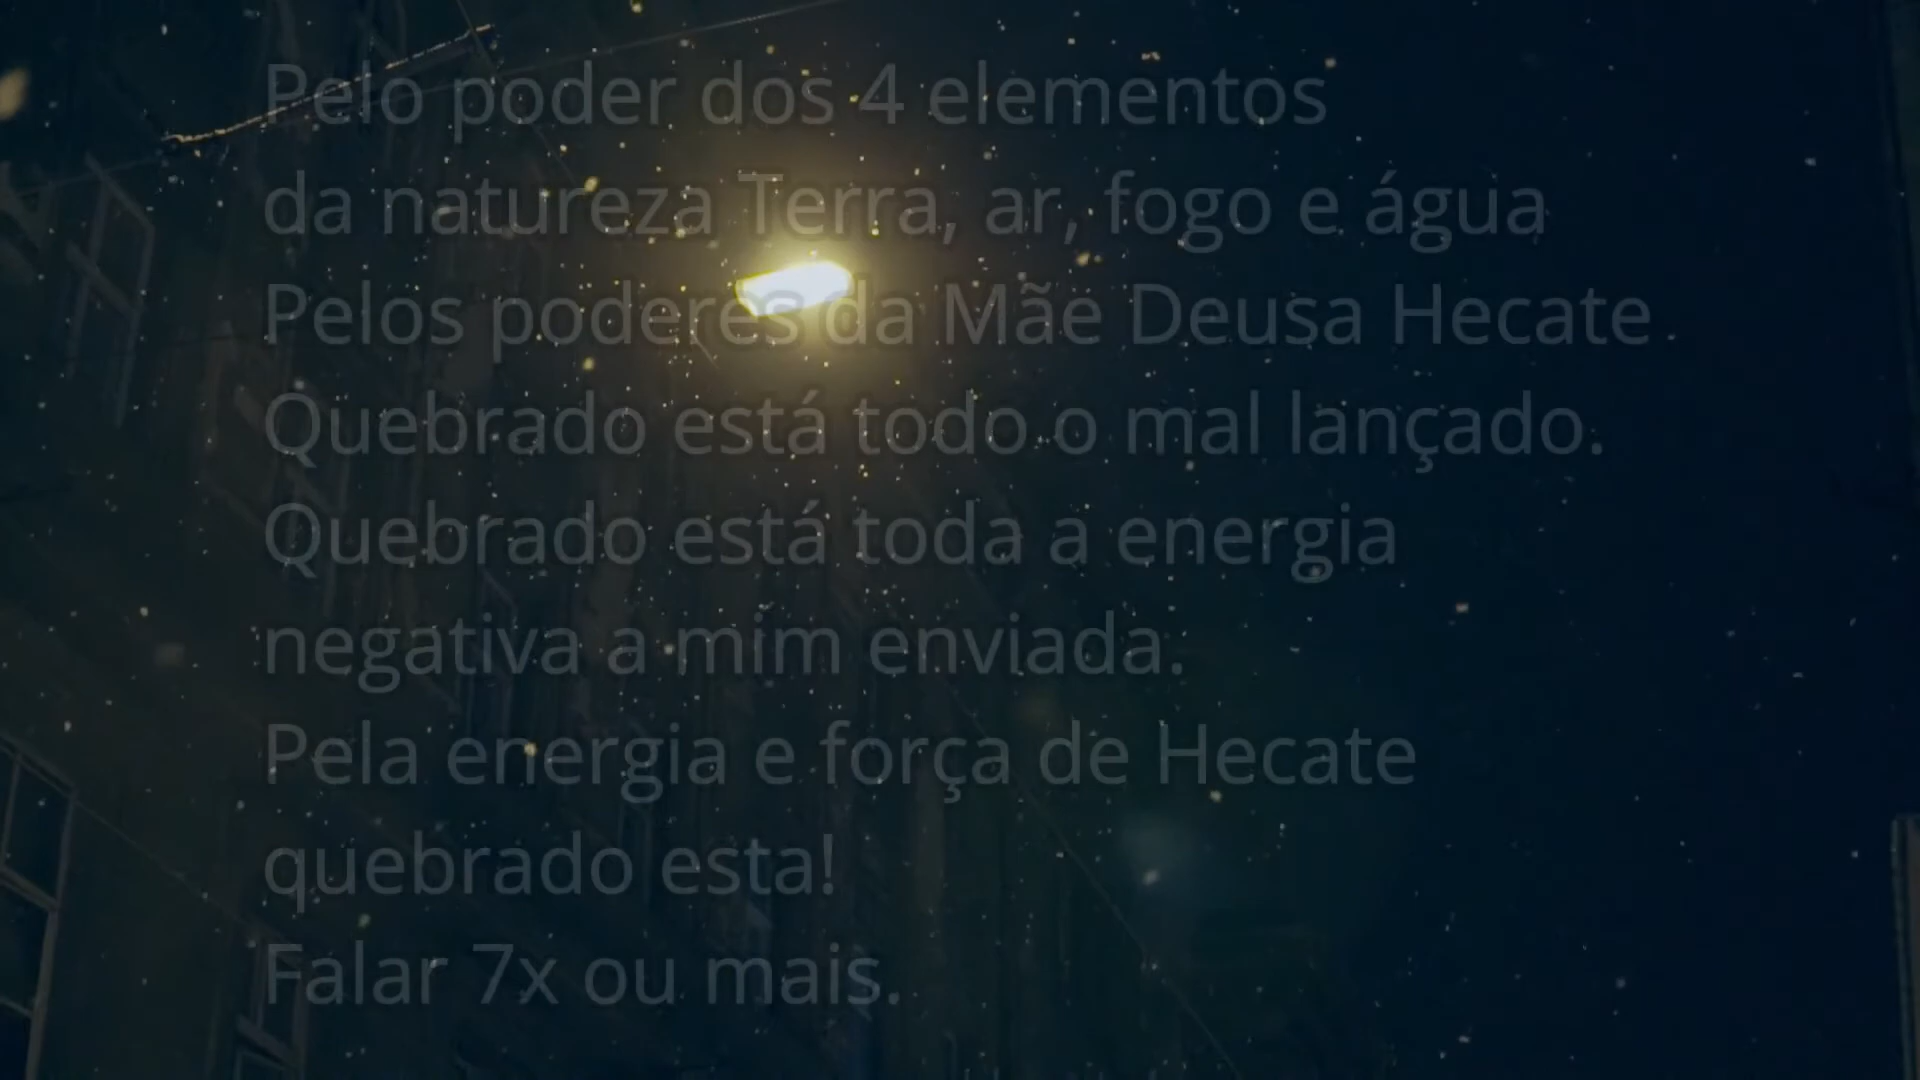 Pelo poder dos 4 elementos
da natureza Terra, ar, fogo e água
Pelos poderes da Mãe Deusa Hecate
Quebrado está todo o mal lançado.
Quebrado está toda a energia
negativa a mim enviada.
Pela energia e força de Hecate
quebrado esta!
Falar 7x ou mais.